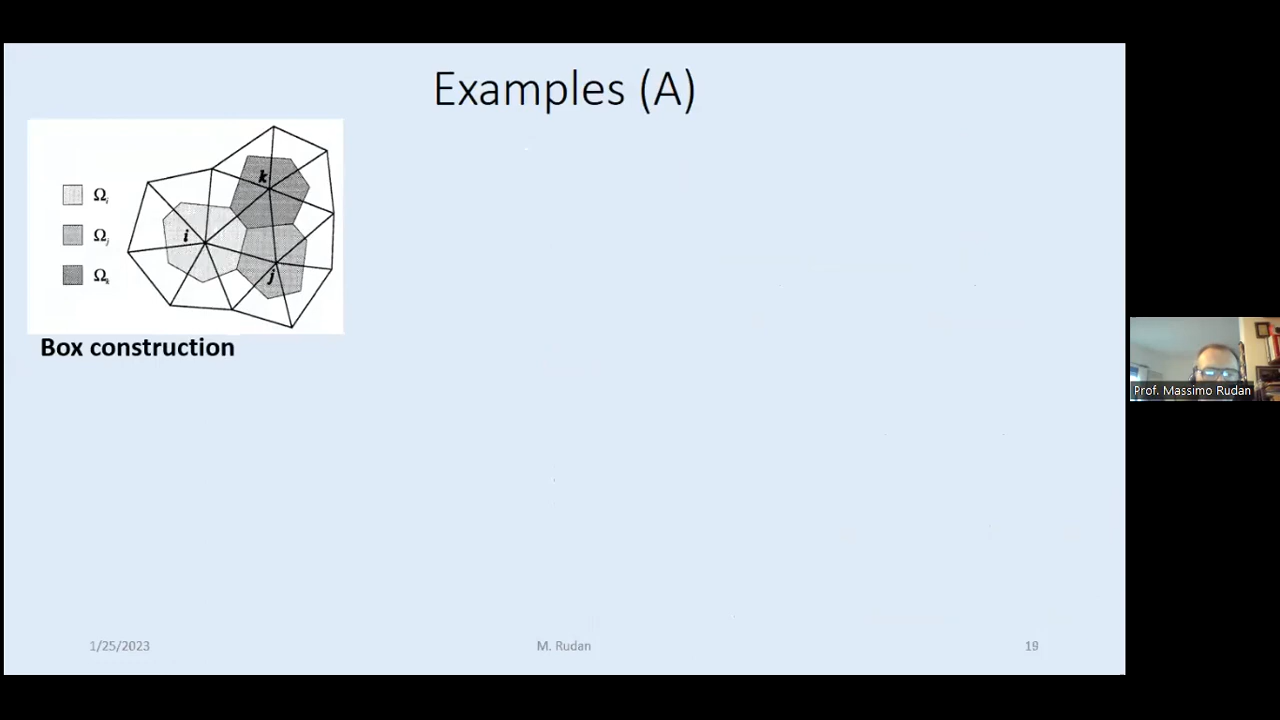 Examples (A)
k
Ωi
i
Ωj
j
Ωk
Box construction
Prof. Massimo Rudan
1/25/2023
M. Rudan
19